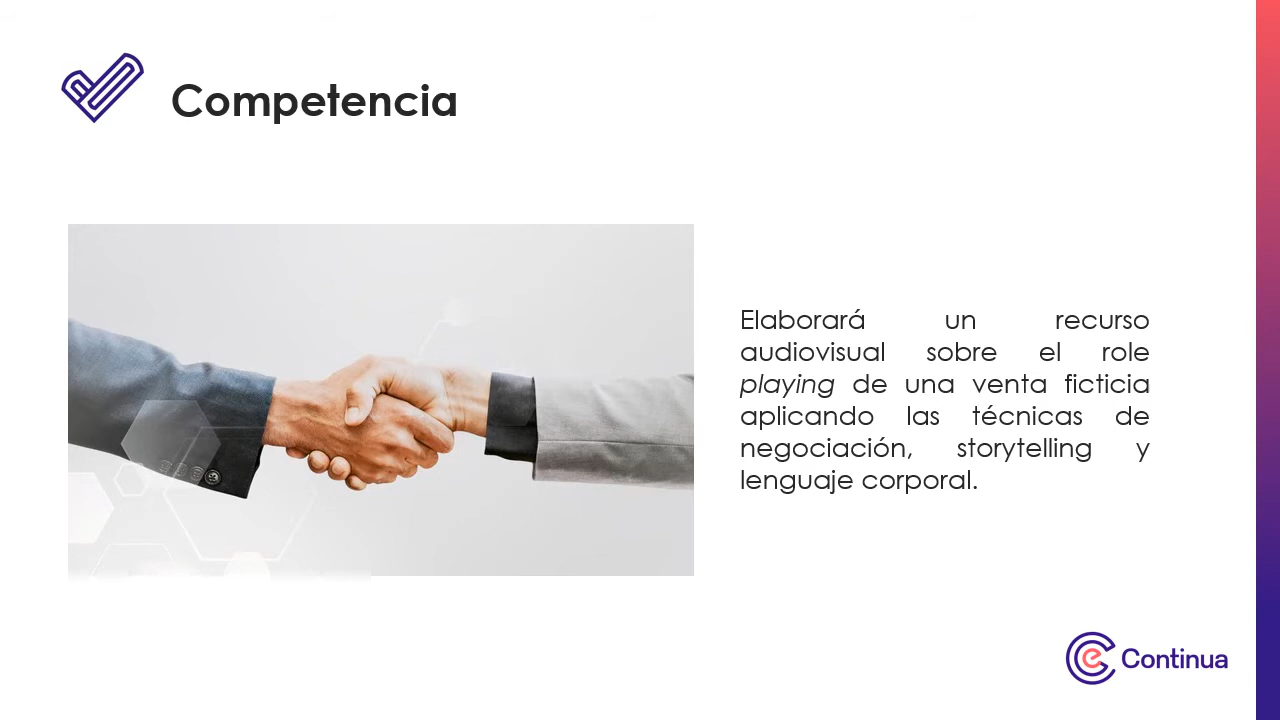 Competencia
Elaborará un recurso
audiovisual sobre el role
playing de una venta ficticia
aplicando las técnicas de
negociación, storytelling y
lenguaje corporal.
Continua